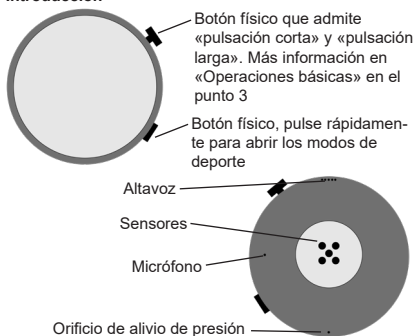 Introducción
Botón físico que admite
«pulsación corta» y «pulsación
larga». Más información en
«Operaciones básicas» en el
punto 3
Botón físico, pulse rápidamen-
te para abrir los modos de
deporte
Altavoz
Sensores
Micrófono
Orificio de alivio de presión